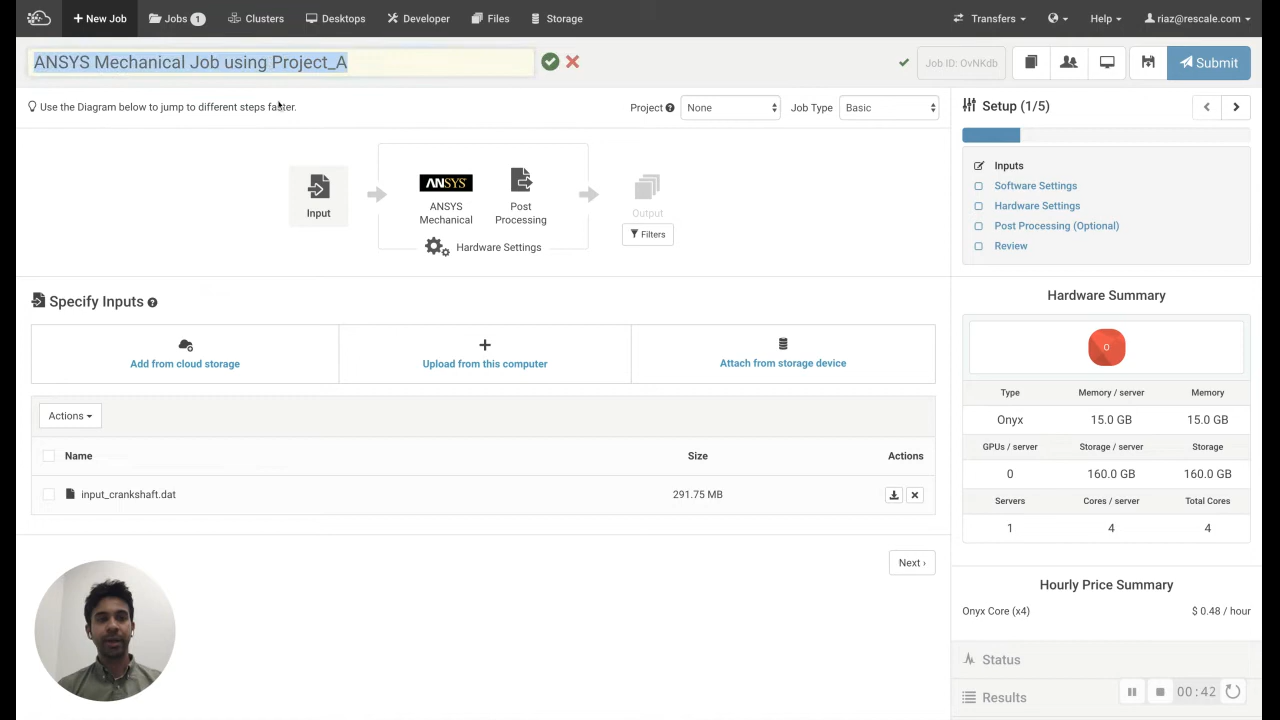 New Job
Jobs 1
Clusters
Desktops
Developer
Files
Storage
Transfers
Help
riaz@rescale.com
ANSYS Mechanical Job using Project_A
Job ID: OvNKdb
Submit
Use the Diagram below to jump to different steps faster.
Project
None
Job Type
Basic
Input
ANSYS
ANSYS
Mechanical
Post
Processing
Hardware Settings
Output
Filters
Specify Inputs
Add from cloud storage
Upload from this computer
Attach from storage device
Actions
Name
Size
Actions
input_crankshaft.dat
291.75 MB
Next ›
Setup (1/5)
Inputs
Software Settings
Hardware Settings
Post Processing (Optional)
Review
Hardware Summary
0
Type
Memory / server
Memory
Onyx
15.0 GB
15.0 GB
GPUs / server
Storage / server
Storage
0
160.0 GB
160.0 GB
Servers
Cores / server
Total Cores
1
4
4
Hourly Price Summary
Onyx Core (x4)
$ 0.48 / hour
Status
Results
00:42